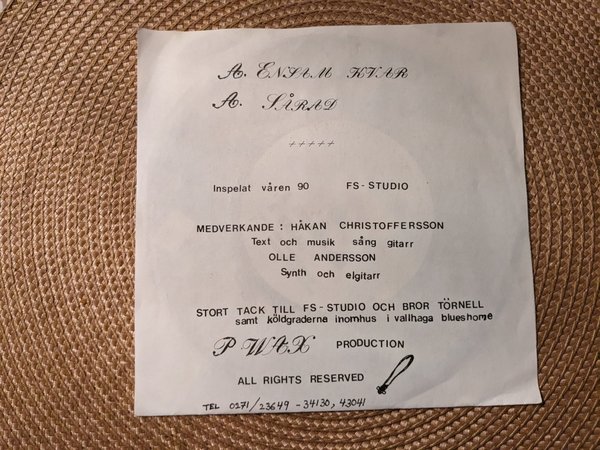 A. ENSAM KVAR
A. SÅRAD
+++++
Inspelat våren 90 FS-STUDIO
MEDVERKANDE: HÅKAN CHRISTOFFERSSON
Text och musik sång gitarr
OLLE ANDERSSON
Synth och elgitarr
STORT TACK TILL FS-STUDIO OCH BROR TÖRNELL
samt köldgraderna inomhus i vallhaga blueshome
P WAX PRODUCTION
ALL RIGHTS RESERVED
TEL 0271/23649 -34130, 43041